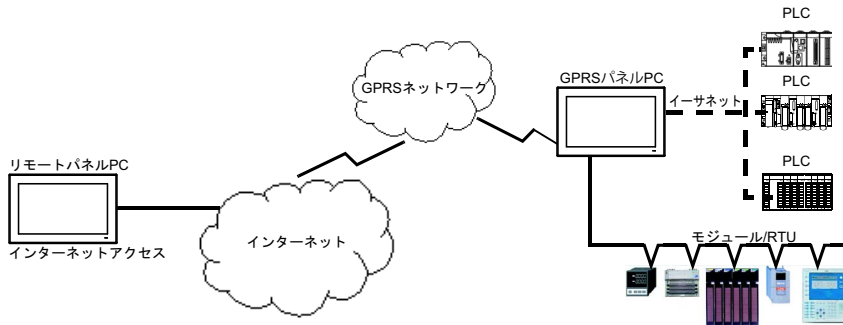 PLC
GPRSパネルPC
GPRSネットワーク
イーサネット
PLC
PLC
リモートパネルPC
インターネットアクセス
インターネット
モジュール/RTU